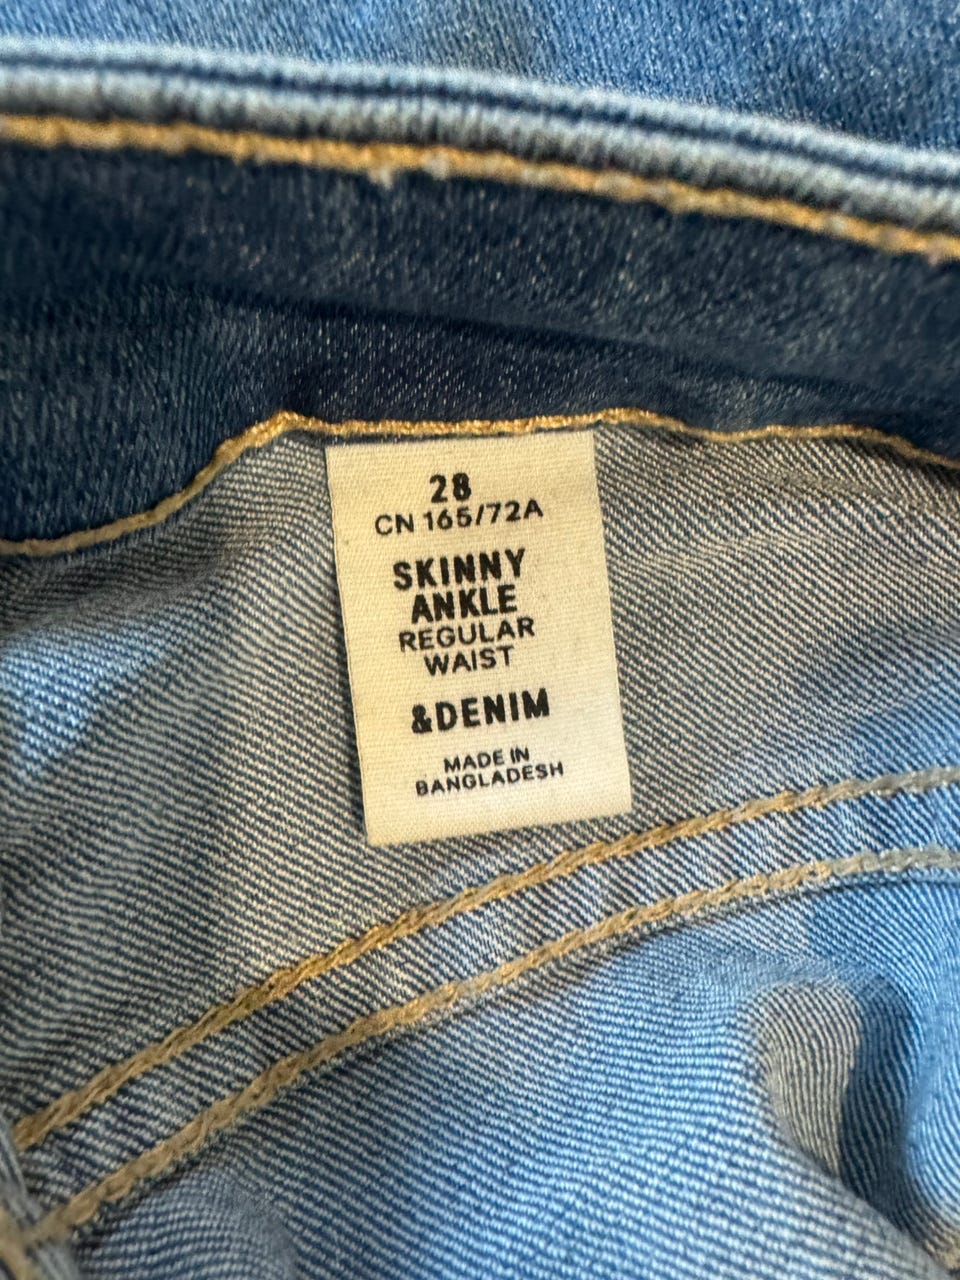 28
CN 165/72A
SKINNY
ANKLE
REGULAR
WAIST
&DENIM
MADE IN
BANGLADESH